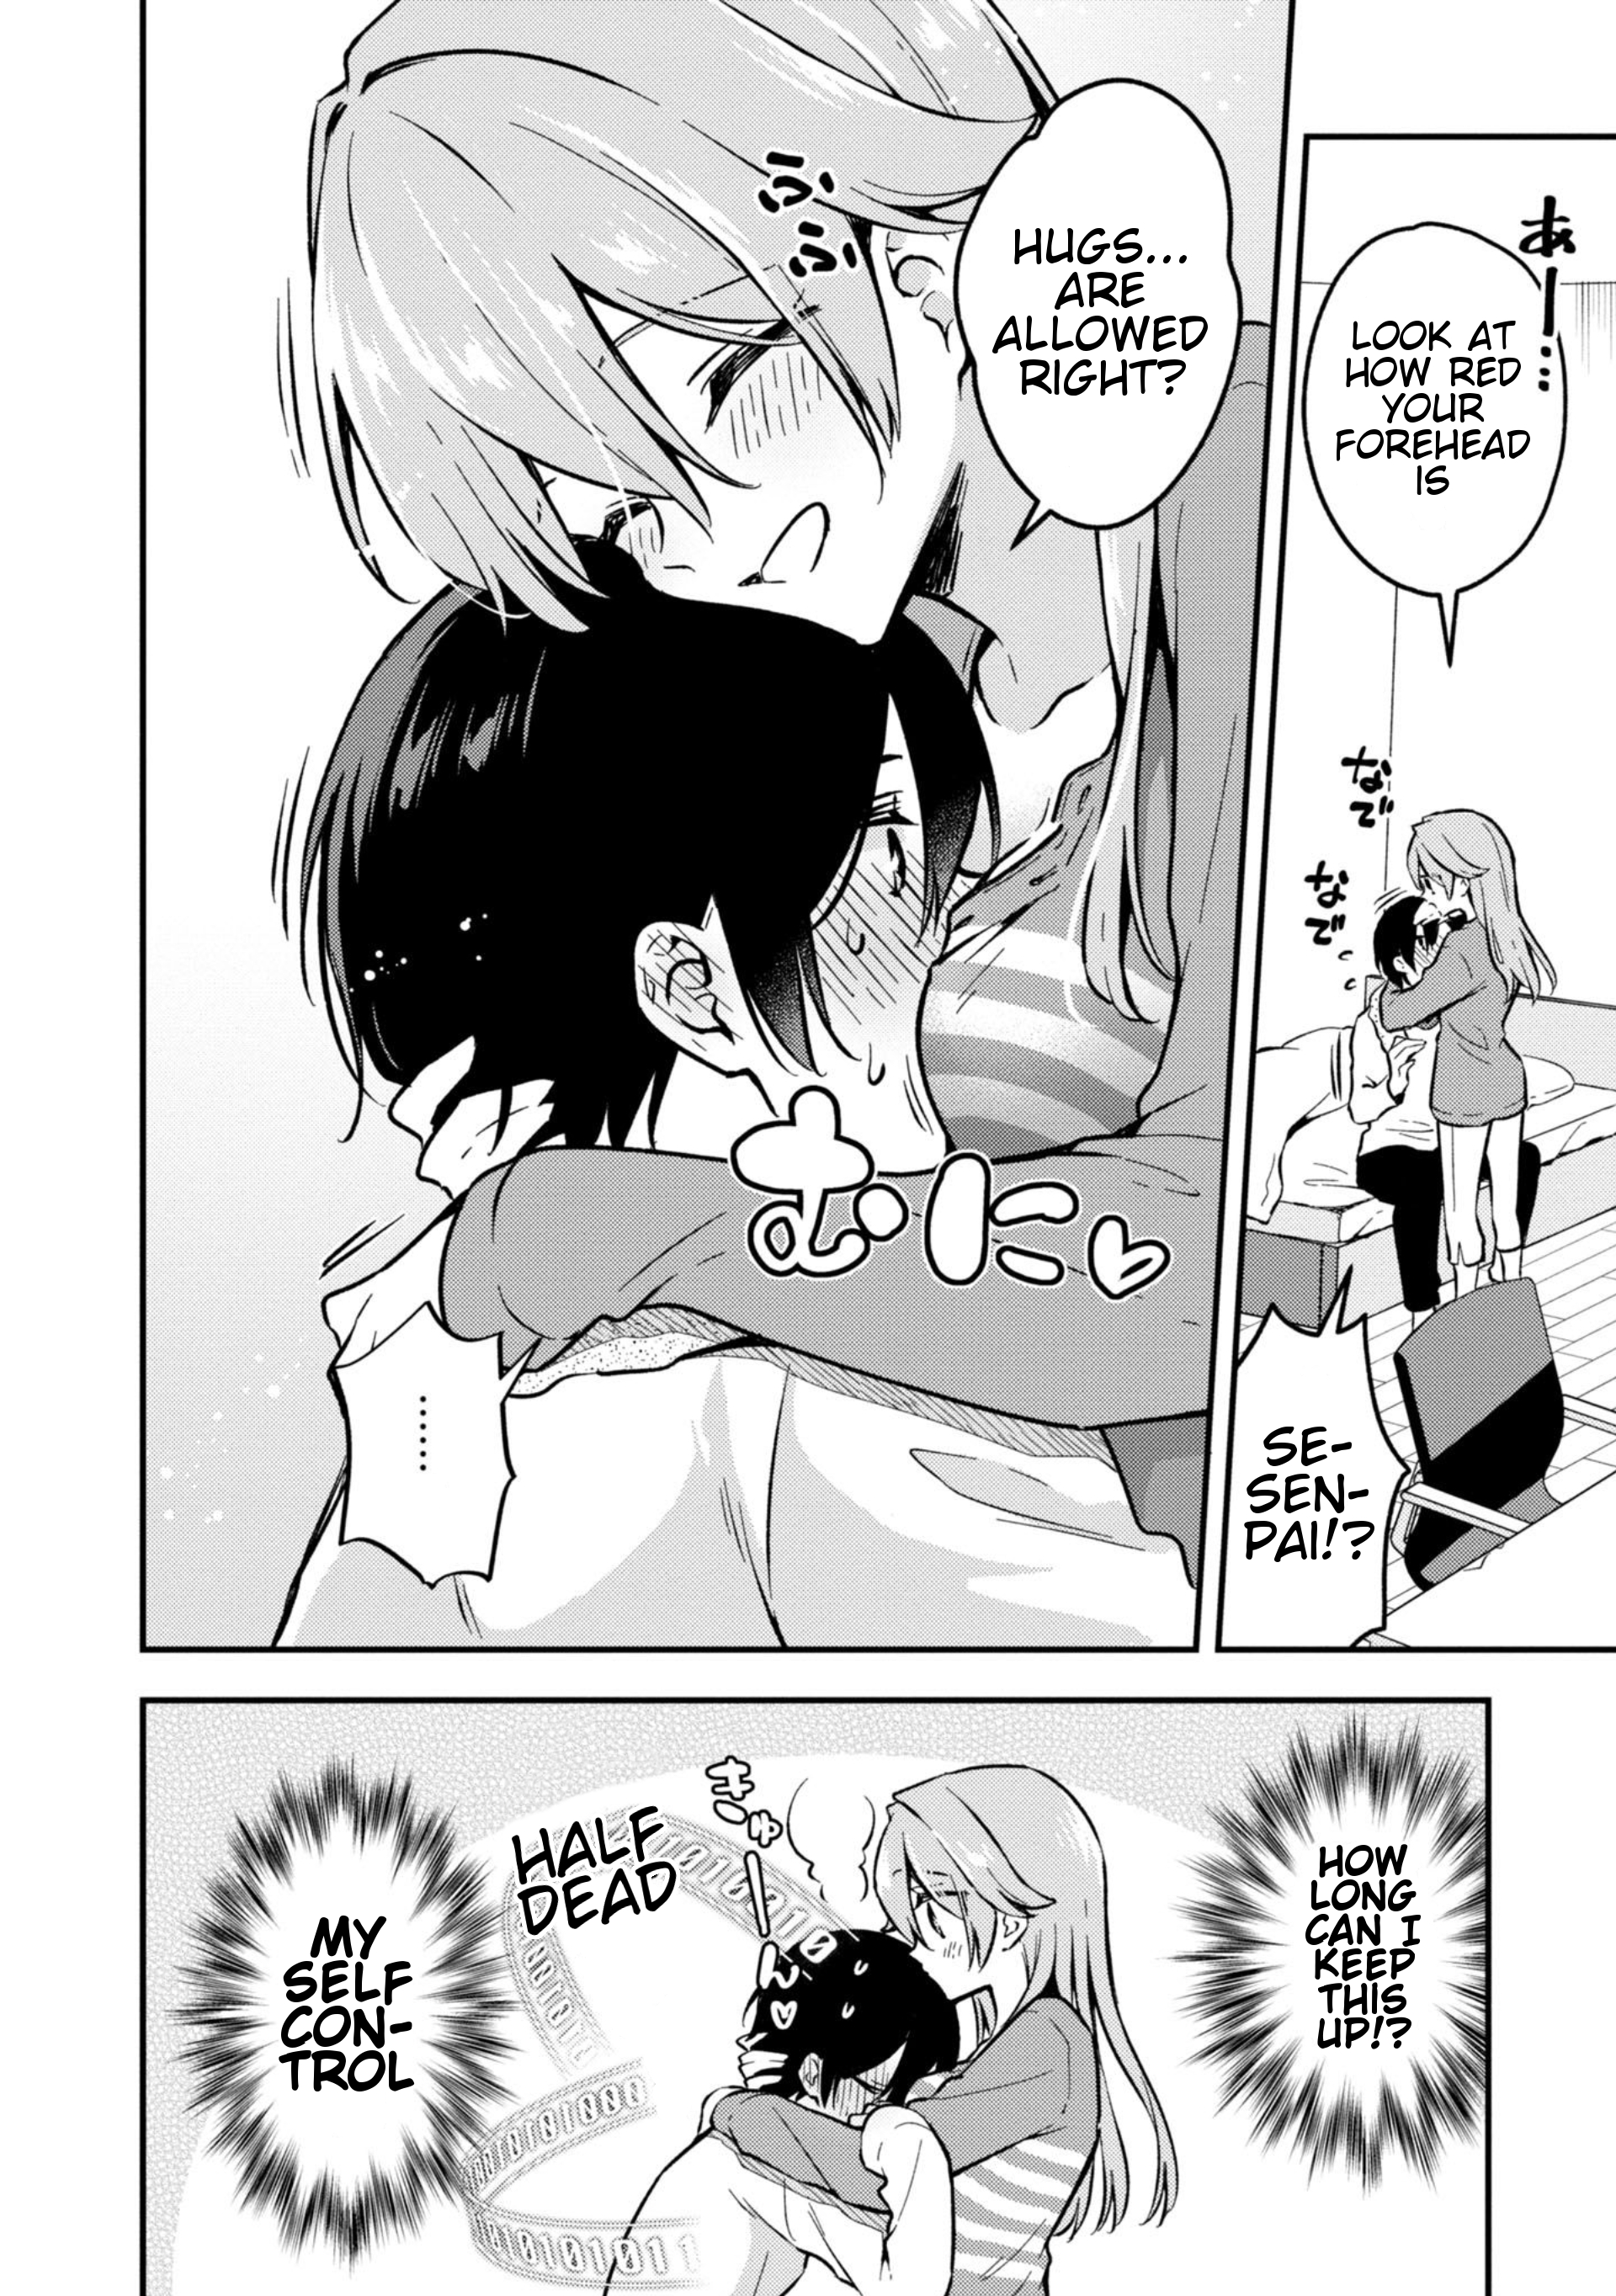 あー…
LOOK AT
HOW RED
YOUR
FOREHEAD
IS
なで
なで
SE-
SEN-
PAI!?
HUGS...
ARE
ALLOWED
RIGHT?
ふ
ふ
むに♡
……
HOW
LONG
CAN I
KEEP
THIS
UP!?
きゅーん♡
HALF
DEAD
MY
SELF
CON-
TROL